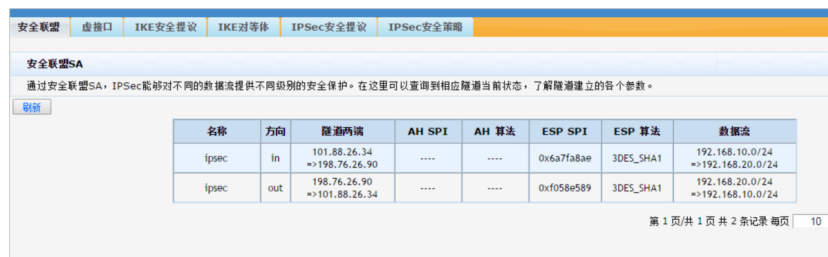 安全联盟 虚接口 IKE安全提议 IKE对等体 IPSec安全提议 IPSec安全策略
安全联盟SA
通过安全联盟SA，IPSec能够对不同的数据流提供不同级别的安全保护。在这里可以查询到相应隧道当前状态，了解隧道建立的各个参数。
刷新
名称 方向 隧道两端 AH SPI AH 算法 ESP SPI ESP 算法 数据流
ipsec in 101.88.26.34 =>198.76.26.90 ---- ---- 0x6a7fa8ae 3DES_SHA1 192.168.10.0/24 =>192.168.20.0/24
ipsec out 198.76.26.90 =>101.88.26.34 ---- ---- 0xf058e589 3DES_SHA1 192.168.20.0/24 =>192.168.10.0/24
第 1 页/共 1 页 共 2 条记录 每页 10